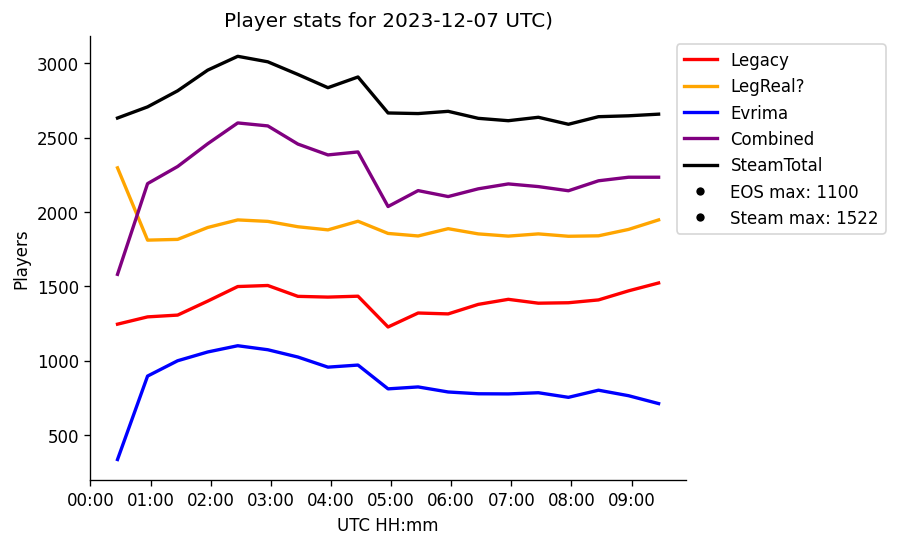 Player stats for 2023-12-07 UTC)
3000
2500
2000
1500
1000
500
Players
00:00 01:00 02:00 03:00 04:00 05:00 06:00 07:00 08:00 09:00
UTC HH:mm
Legacy
LegReal?
Evrima
Combined
SteamTotal
EOS max: 1100
Steam max: 1522